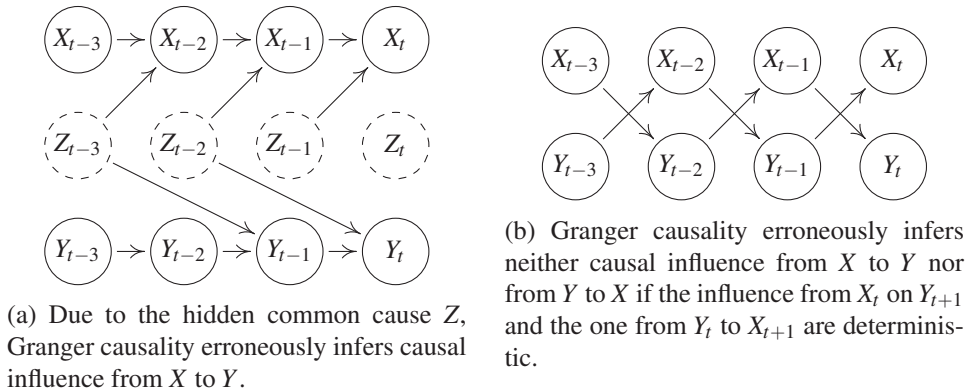 X_{t−3} X_{t−2} X_{t−1} X_t
Z_{t−3} Z_{t−2} Z_{t−1} Z_t
Y_{t−3} Y_{t−2} Y_{t−1} Y_t
(a) Due to the hidden common cause Z,
Granger causality erroneously infers causal
influence from X to Y.
X_{t−3} X_{t−2} X_{t−1} X_t
Y_{t−3} Y_{t−2} Y_{t−1} Y_t
(b) Granger causality erroneously infers
neither causal influence from X to Y nor
from Y to X if the influence from X_t on Y_{t+1}
and the one from Y_t to X_{t+1} are determinis-
tic.